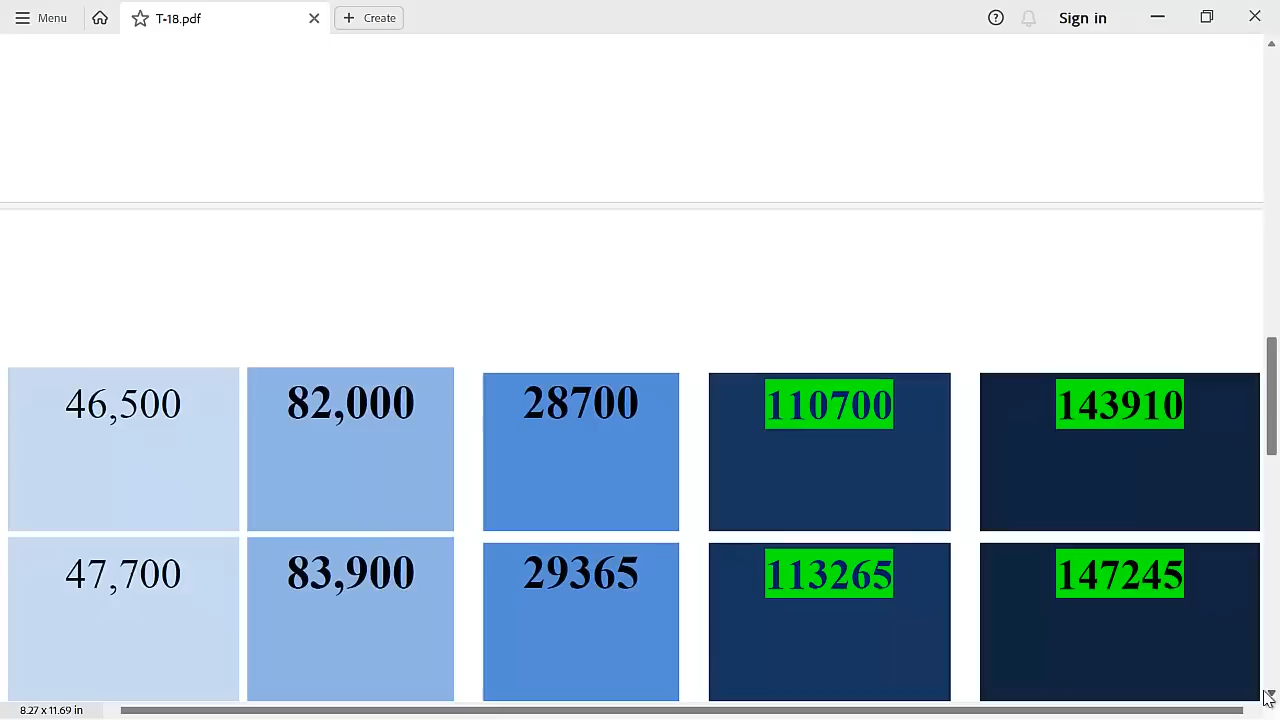 Menu T-18.pdf Create Sign in
46,500 82,000 28700 110700 143910
47,700 83,900 29365 113265 147245
8.27 x 11.69 in